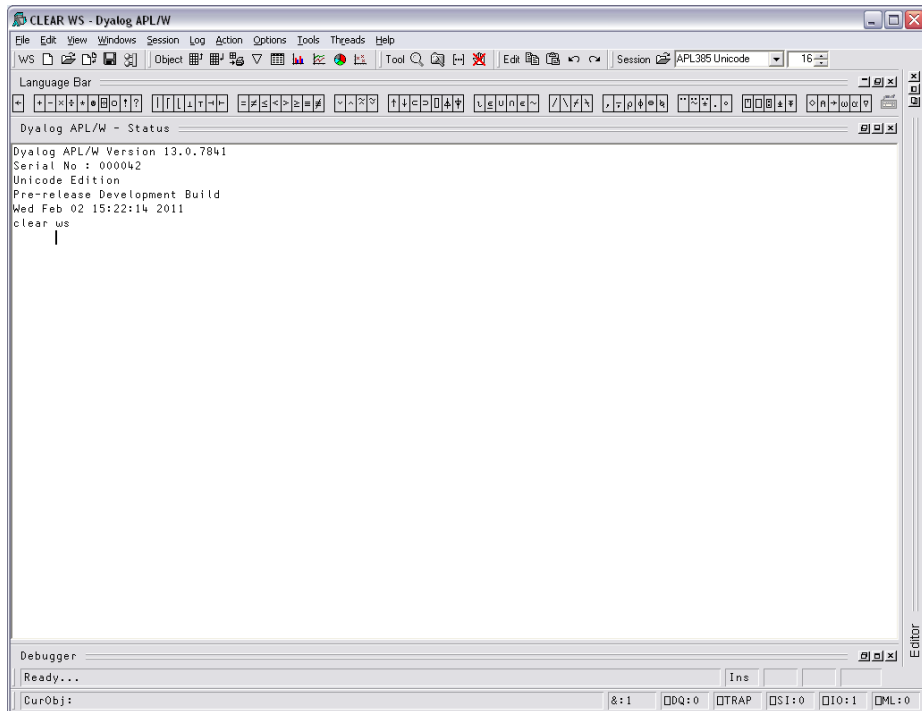 CLEAR WS - Dyalog APL/W
File Edit View Windows Session Log Action Options Tools Threads Help
WS Object Tool Edit Session APL385 Unicode 16
Language Bar
← + - × ÷ * ⍟ ⌹ ○ ! ? | ⌈ ⌊ ⊥ ⊤ ⊣ ⊢ = ≠ ≤ < > ≥ ≡ ≢ ∨ ∧ ⍲ ⍱ ↑ ↓ ⊂ ⊃ ⌷ ⍋ ⍒ ⍳ ⍷ ∪ ∩ ∊ ~ / \ ⌿ ⍀ , ⍪ ⍴ ⌽ ⊖ ⍉ ¨ ⍨ ⍣ . ∘ ⍞ ⎕ ⍠ ⍎ ⍕ ⋄ ⍝ → ⍵ ⍺ ∇
Dyalog APL/W - Status
Dyalog APL/W Version 13.0.7841
Serial No : 000042
Unicode Edition
Pre-release Development Build
Wed Feb 02 15:22:14 2011
clear ws
Editor
Debugger
Ready...
Ins
CurObj:
&:1 ⎕DQ:0 ⎕TRAP ⎕SI:0 ⎕IO:1 ⎕ML:0